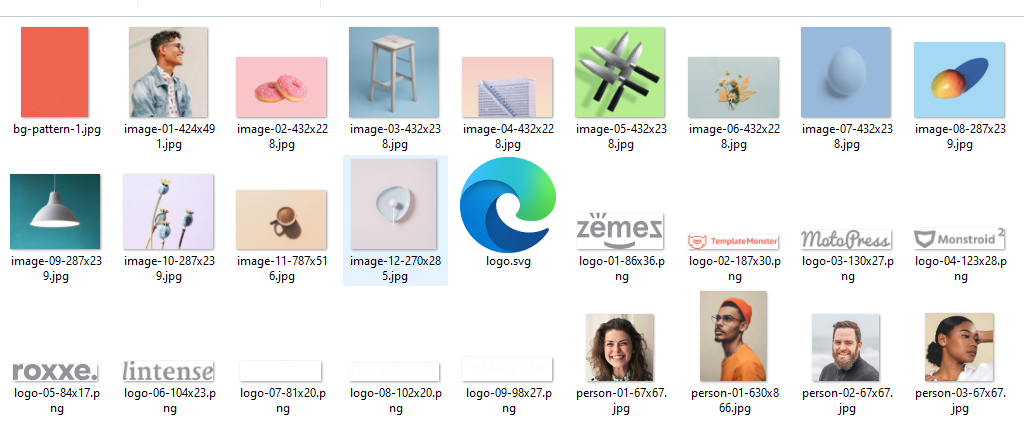 bg-pattern-1.jpg
image-01-424x491.jpg
image-02-432x228.jpg
image-03-432x238.jpg
image-04-432x228.jpg
image-05-432x238.jpg
image-06-432x228.jpg
image-07-432x238.jpg
image-08-287x239.jpg
zemez
TemplateMonster
MotoPress
Monstroid2
image-09-287x239.jpg
image-10-287x239.jpg
image-11-787x516.jpg
image-12-270x285.jpg
logo.svg
logo-01-86x36.png
logo-02-187x30.png
logo-03-130x27.png
logo-04-123x28.png
roxxe.
lintense
logo-05-84x17.png
logo-06-104x23.png
logo-07-81x20.png
logo-08-102x20.png
logo-09-98x27.png
person-01-67x67.jpg
person-01-630x866.jpg
person-02-67x67.jpg
person-03-67x67.jpg